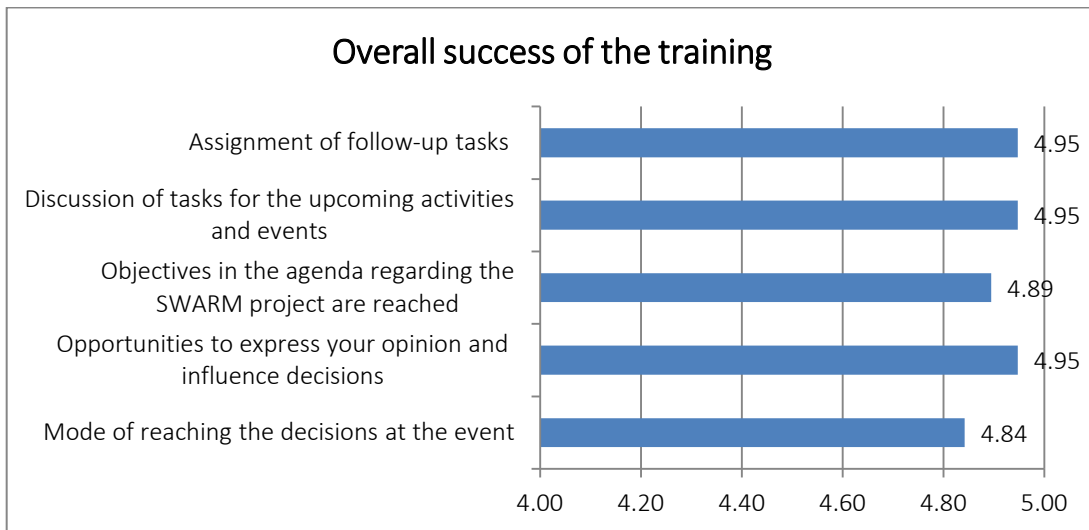 Overall success of the training
Assignment of follow-up tasks
4.95
Discussion of tasks for the upcoming activities
and events
4.95
Objectives in the agenda regarding the
SWARM project are reached
4.89
Opportunities to express your opinion and
influence decisions
4.95
Mode of reaching the decisions at the event
4.84
4.00 4.20 4.40 4.60 4.80 5.00